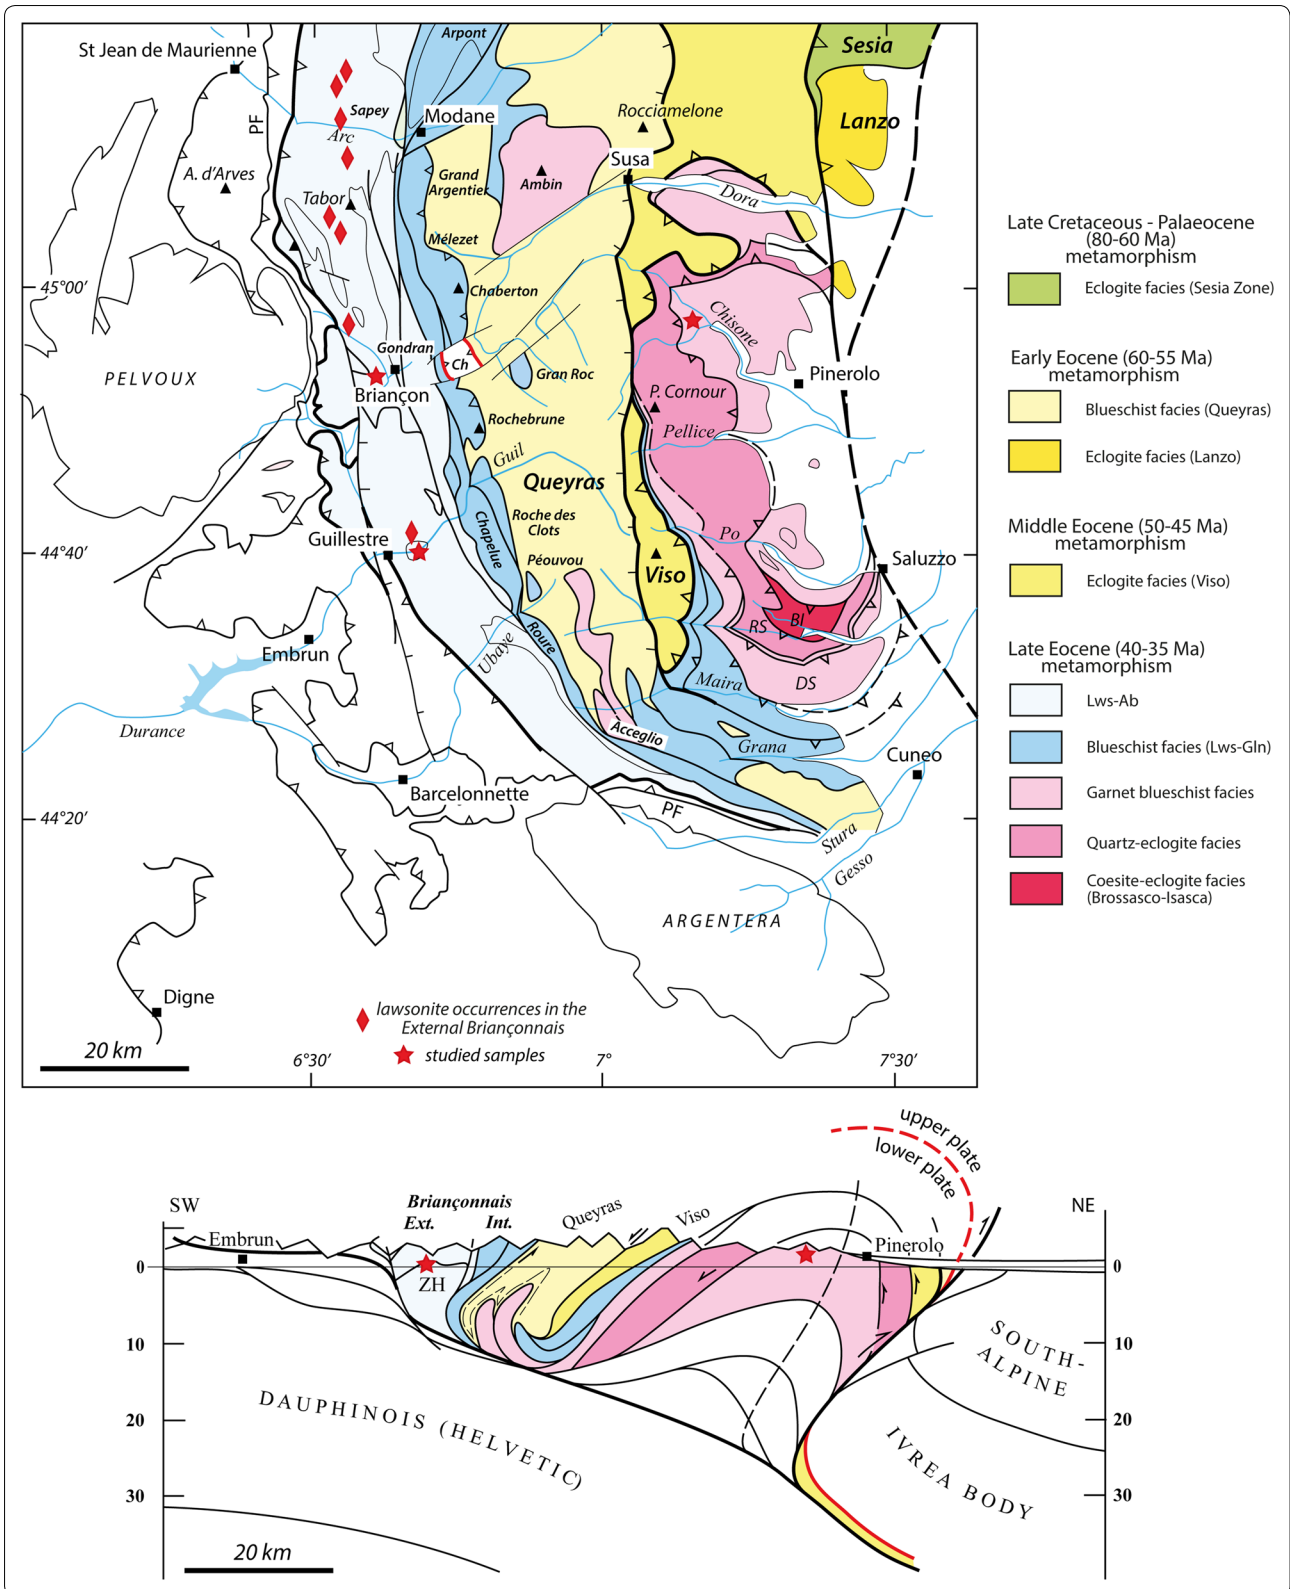 St Jean de Maurienne
Arpont
Sesia
PF
Sapey
Arc
Modane
Rocciamelone
Lanzo
A. d'Arves
Tabor
Grand
Argentier
Ambin
Susa
Dora
Mélezet
45°00'
Chaberton
Chisone
PELVOUX
Gondran
Ch
Gran Roc
Pinerolo
Briançon
P. Cornour
Rochebrune
Pellice
Guil
Queyras
Chapelue
Roche des
Clots
Guillestre
44°40'
Po
Saluzzo
Péouvou
Viso
BI
RS
Roure
Ubaye
Embrun
Maira
DS
Acceglio
Durance
Grana
Cuneo
Barcelonnette
PF
44°20'
Stura
Gesso
ARGENTERA
Digne
lawsonite occurrences in the
External Briançonnais
studied samples
20 km
6°30'
7°
7°30'
Late Cretaceous - Palaeocene
(80-60 Ma)
metamorphism
Eclogite facies (Sesia Zone)
Early Eocene (60-55 Ma)
metamorphism
Blueschist facies (Queyras)
Eclogite facies (Lanzo)
Middle Eocene (50-45 Ma)
metamorphism
Eclogite facies (Viso)
Late Eocene (40-35 Ma)
metamorphism
Lws-Ab
Blueschist facies (Lws-Gln)
Garnet blueschist facies
Quartz-eclogite facies
Coesite-eclogite facies
(Brossasco-Isasca)
upper plate
lower plate
SW
Briançonnais
Ext.
Int.
Queyras
Viso
NE
Embrun
Pinerolo
0
ZH
0
10
10
SOUTH-
ALPINE
20
20
DAUPHINOIS (HELVETIC)
IVREA BODY
30
30
20 km